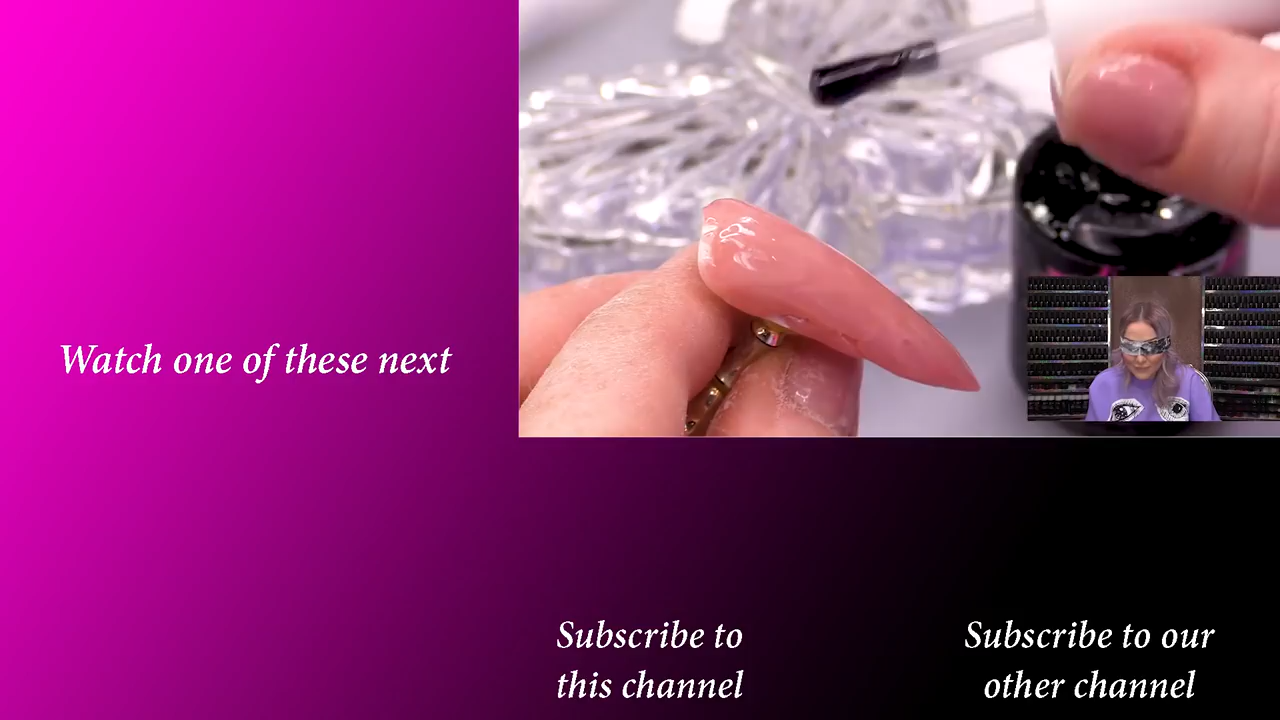 Watch one of these next
Subscribe to
this channel
Subscribe to our
other channel